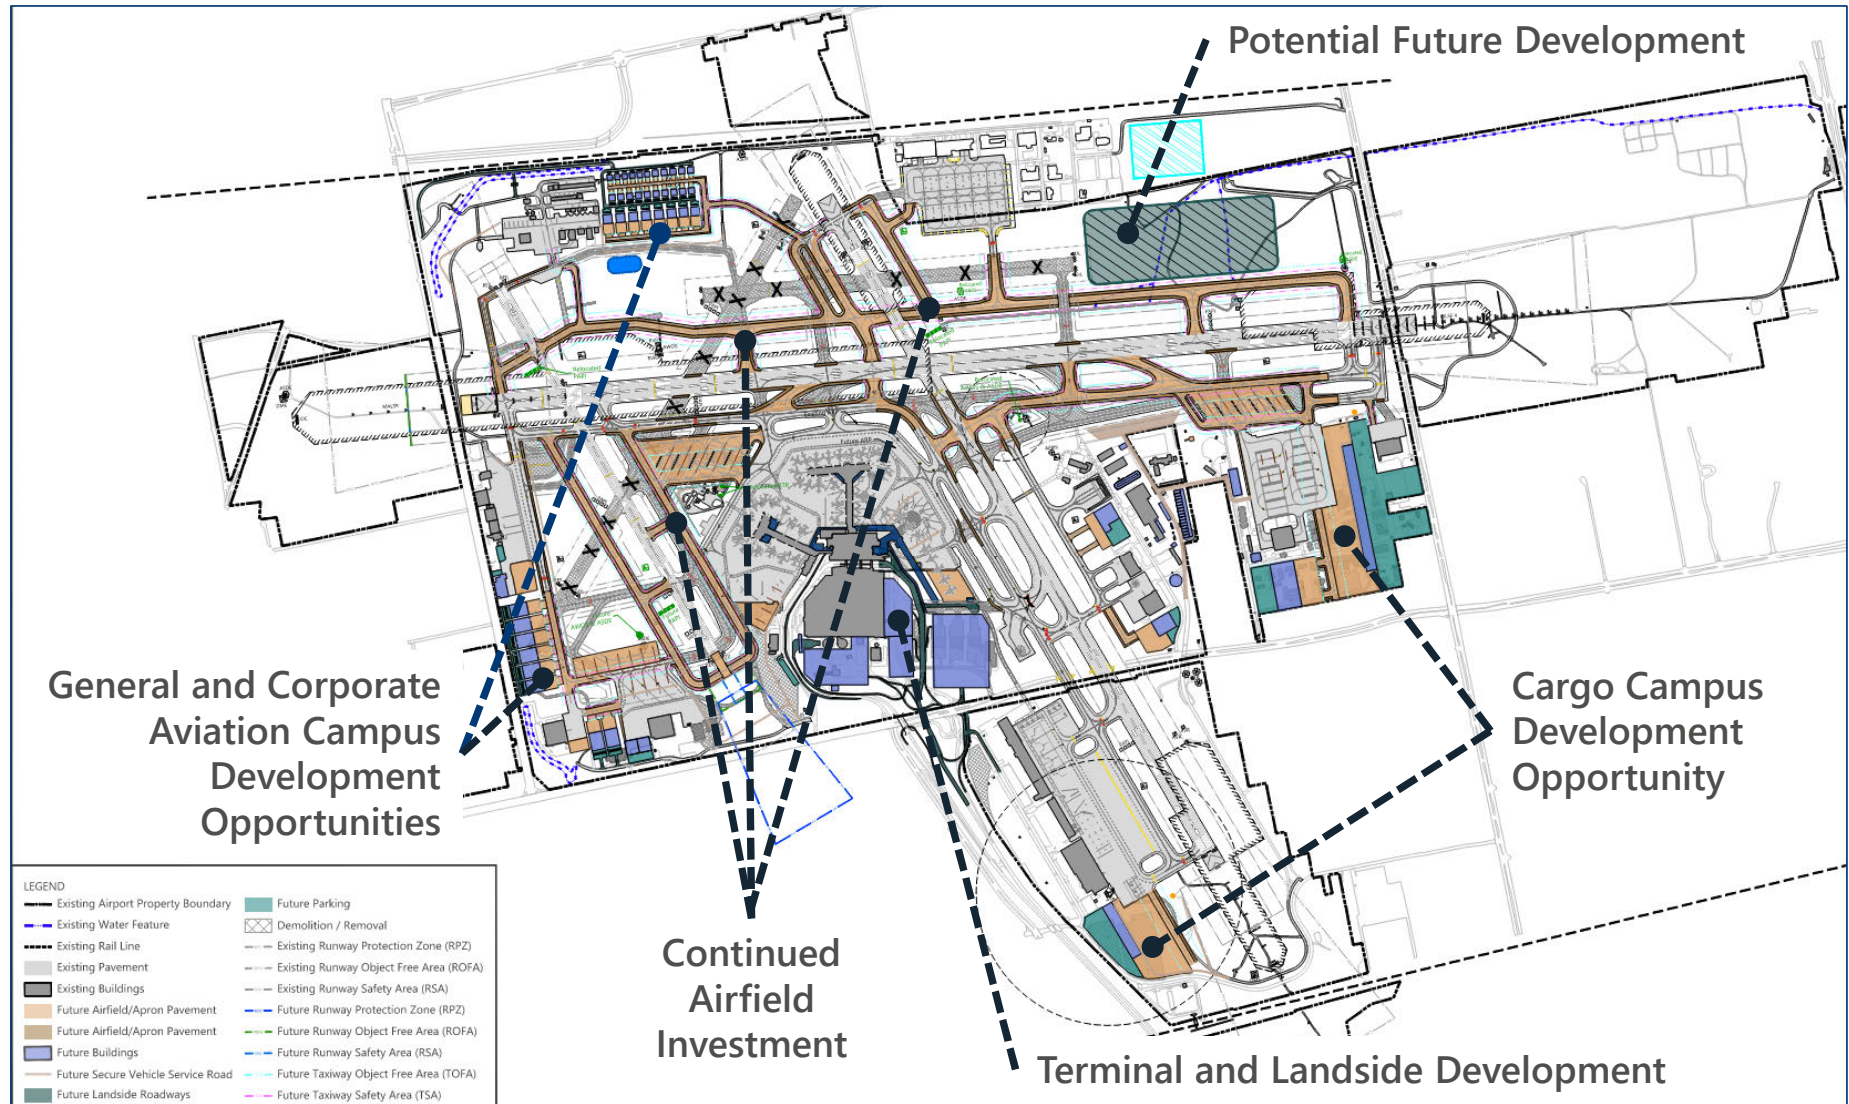 Potential Future Development
General and Corporate
Aviation Campus
Development
Opportunities
Cargo Campus
Development
Opportunity
Continued
Airfield
Investment
Terminal and Landside Development
Relocated
PAPI
Future ARP
LEGEND
Existing Airport Property Boundary
Existing Water Feature
Existing Rail Line
Existing Pavement
Existing Buildings
Future Airfield/Apron Pavement
Future Airfield/Apron Pavement
Future Buildings
Future Secure Vehicle Service Road
Future Landside Roadways
Future Parking
Demolition / Removal
Existing Runway Protection Zone (RPZ)
Existing Runway Object Free Area (ROFA)
Existing Runway Safety Area (RSA)
Future Runway Protection Zone (RPZ)
Future Runway Object Free Area (ROFA)
Future Runway Safety Area (RSA)
Future Taxiway Object Free Area (TOFA)
Future Taxiway Safety Area (TSA)